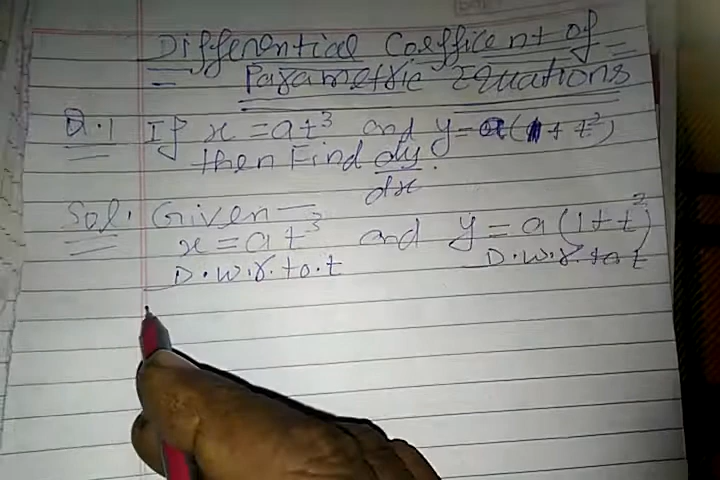 Differential Coefficent of
Parametric Equations
Q.1 If x = at³ and y = a(1 + t²)
then Find dy/dx.
Sol. Given
x = at³ and y = a(1 + t²)
D.w.r.to.t D.w.r.to t